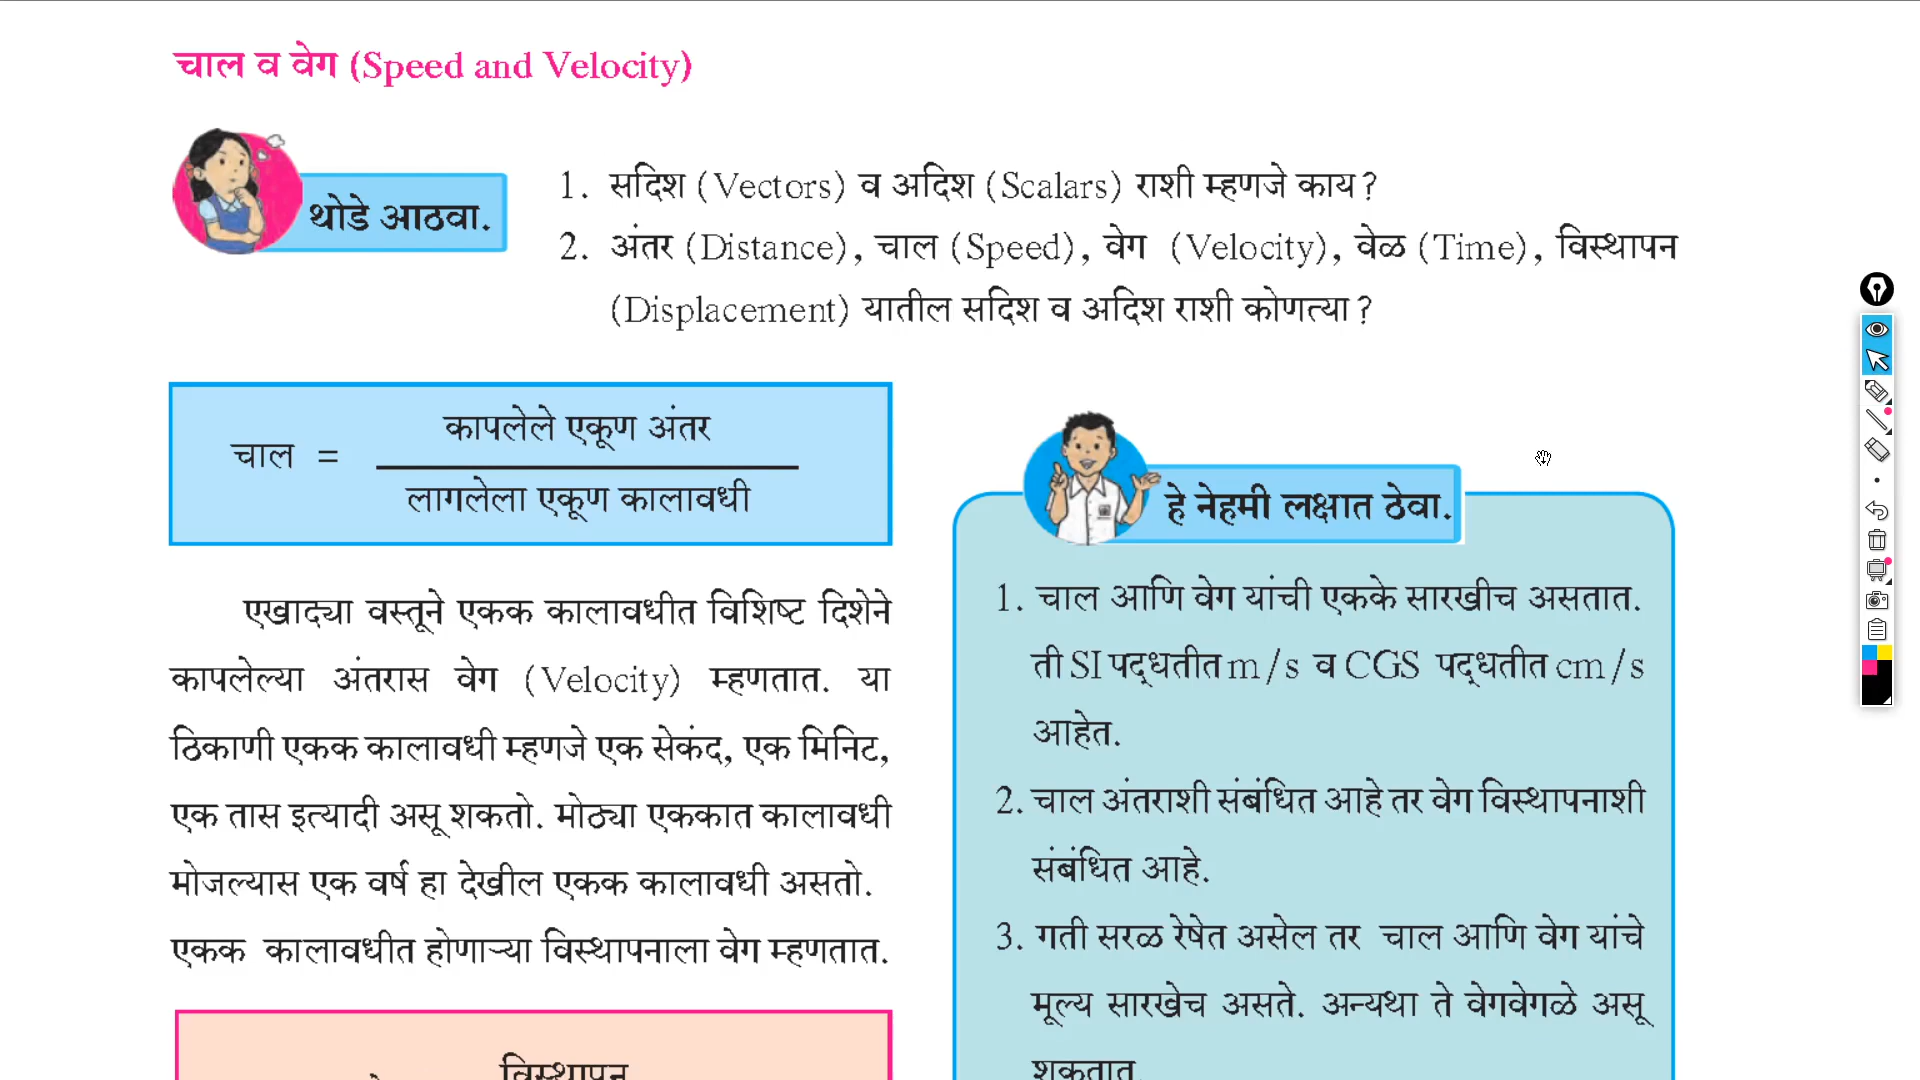 चाल व वेग (Speed and Velocity)
थोडे आठवा.
1. सदिश (Vectors) व अदिश (Scalars) राशी म्हणजे काय?
2. अंतर (Distance), चाल (Speed), वेग (Velocity), वेळ (Time), विस्थापन
(Displacement) यातील सदिश व अदिश राशी कोणत्या?
चाल = कापलेले एकूण अंतर
लागलेला एकूण कालावधी
एखाद्या वस्तूने एकक कालावधीत विशिष्ट दिशेने
कापलेल्या अंतरास वेग (Velocity) म्हणतात. या
ठिकाणी एकक कालावधी म्हणजे एक सेकंद, एक मिनिट,
एक तास इत्यादी असू शकतो. मोठ्या एककात कालावधी
मोजल्यास एक वर्ष हा देखील एकक कालावधी असतो.
एकक कालावधीत होणाऱ्या विस्थापनाला वेग म्हणतात.
विस्थापन
हे नेहमी लक्षात ठेवा.
1. चाल आणि वेग यांची एकके सारखीच असतात.
ती SI पद्धतीत m/s व CGS पद्धतीत cm/s
आहेत.
2. चाल अंतराशी संबंधित आहे तर वेग विस्थापनाशी
संबंधित आहे.
3. गती सरळ रेषेत असेल तर चाल आणि वेग यांचे
मूल्य सारखेच असते. अन्यथा ते वेगवेगळे असू
शकतात.